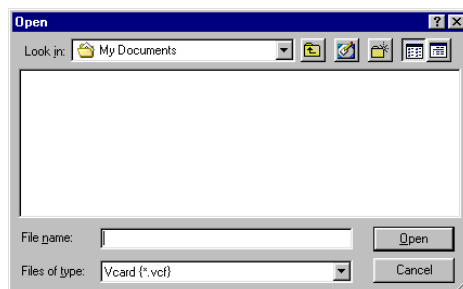 Open
Look in: My Documents
File name:
Open
Files of type: Vcard {*.vcf}
Cancel